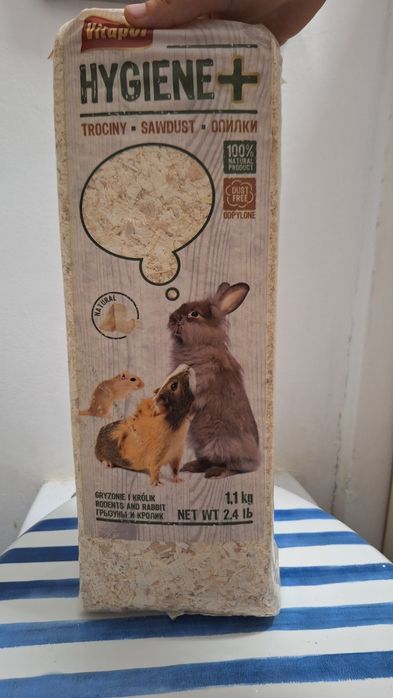 Vitapol
HYGIENE+
TROCINY ▪ SAWDUST ▪ ОПИЛКИ
100%
NATURAL
PRODUCT
DUST
FREE
ODPYLONE
NATURAL
GRYZONIE I KRÓLIK
RODENTS AND RABBIT
ГРЫЗУНЫ И КРОЛИК
1.1 kg
NET WT 2.4 lb